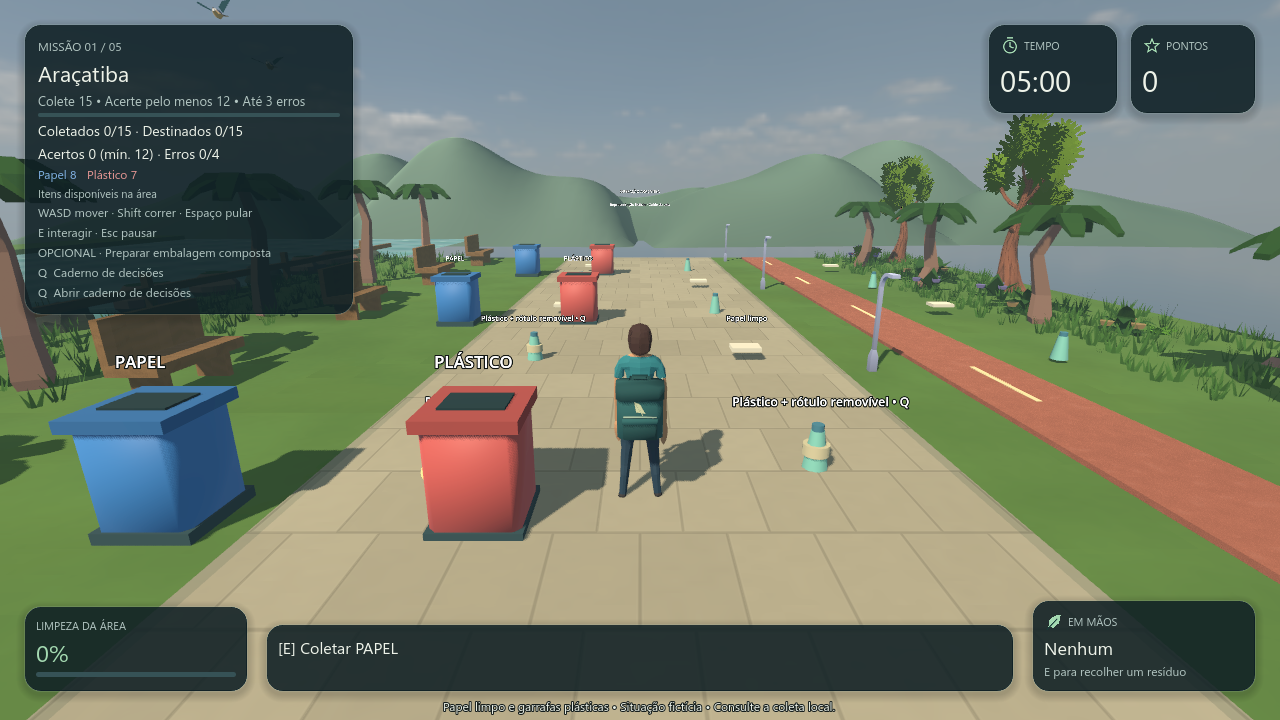 MISSÃO 01 / 05
Araçatiba
Colete 15 • Acerte pelo menos 12 • Até 3 erros
Coletados 0/15 · Destinados 0/15
Acertos 0 (mín. 12) · Erros 0/4
Papel 8 Plástico 7
Itens disponíveis na área
WASD mover · Shift correr · Espaço pular
E interagir · Esc pausar
OPCIONAL · Preparar embalagem composta
Q Caderno de decisões
Q Abrir caderno de decisões
TEMPO
05:00
PONTOS
0
PAPEL
PLÁSTICO
Plástico + rótulo removível • Q
Papel limpo
PAPEL
PLÁSTICO
Plástico + rótulo removível • Q
LIMPEZA DA ÁREA
0%
[E] Coletar PAPEL
EM MÃOS
Nenhum
E para recolher um resíduo
Papel limpo e garrafas plásticas • Situação fictícia • Consulte a coleta local.